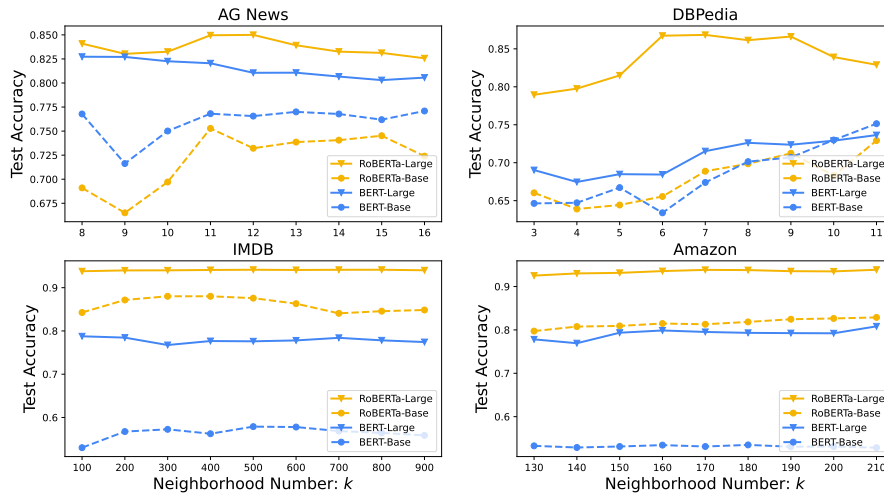 AG News
Test Accuracy
0.850
0.825
0.800
0.775
0.750
0.725
0.700
0.675
8 9 10 11 12 13 14 15 16
RoBERTa-Large
RoBERTa-Base
BERT-Large
BERT-Base
DBPedia
Test Accuracy
0.85
0.80
0.75
0.70
0.65
3 4 5 6 7 8 9 10 11
RoBERTa-Large
RoBERTa-Base
BERT-Large
BERT-Base
IMDB
Test Accuracy
0.9
0.8
0.7
0.6
100 200 300 400 500 600 700 800 900
Neighborhood Number: k
RoBERTa-Large
RoBERTa-Base
BERT-Large
BERT-Base
Amazon
Test Accuracy
0.9
0.8
0.7
0.6
130 140 150 160 170 180 190 200 210
Neighborhood Number: k
RoBERTa-Large
RoBERTa-Base
BERT-Large
BERT-Base